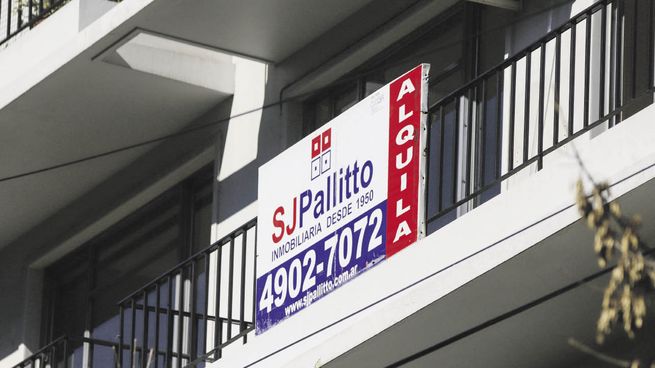 SJPallitto
INMOBILIARIA DESDE 1950
4902-7072
www.sjpallitto.com.ar
ALQUILA